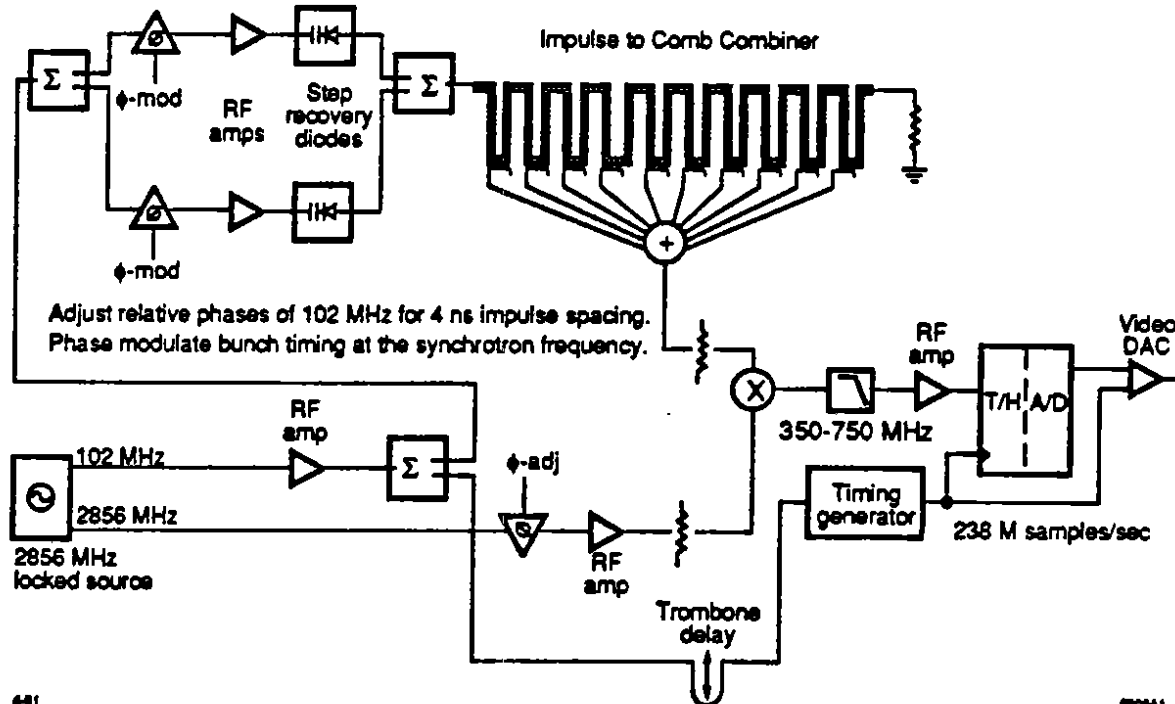 Impulse to Comb Combiner
Σ
ø
ϕ-mod
RF
amps
Step
recovery
diodes
Σ
ø
ϕ-mod
+
Adjust relative phases of 102 MHz for 4 ns impulse spacing.
Phase modulate bunch timing at the synchrotron frequency.
RF
amp
Video
DAC
X
T/H
A/D
350-750 MHz
RF
amp
102 MHz
Σ
ϕ-adj
2856 MHz
ø
Timing
generator
238 M samples/sec
2856 MHz
locked source
RF
amp
Trombone
delay